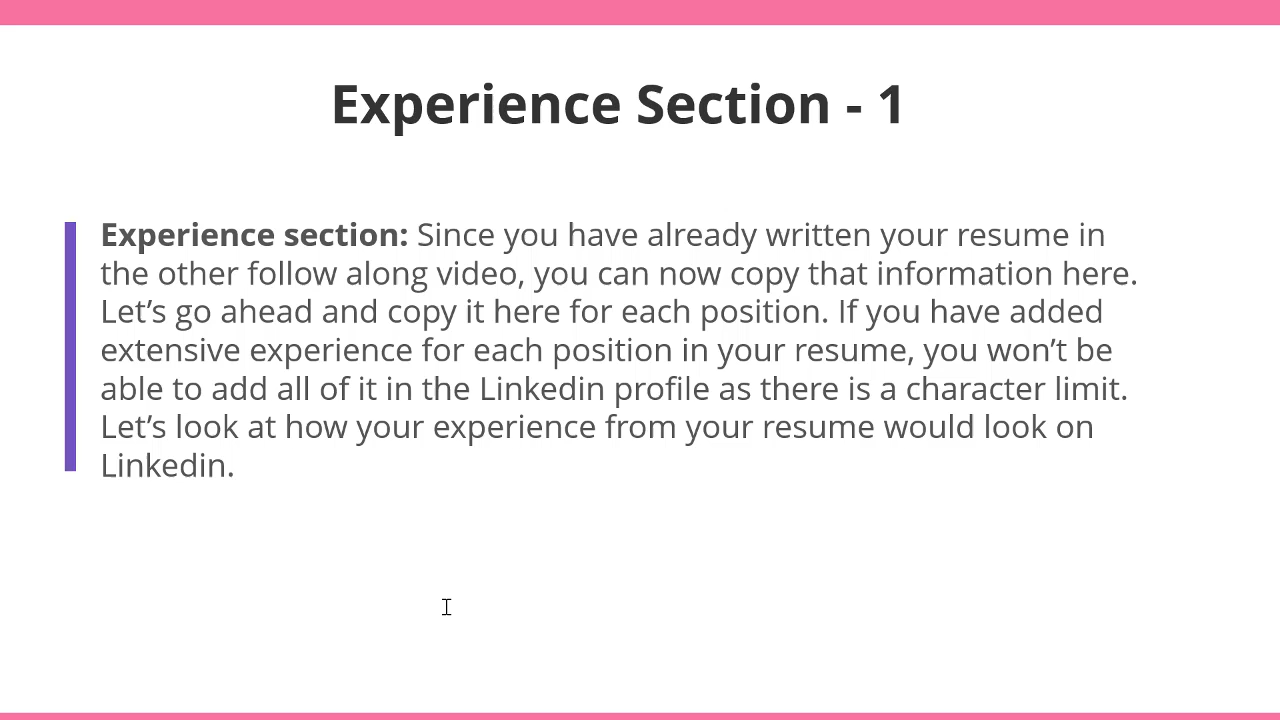 Experience Section - 1
Experience section: Since you have already written your resume in
the other follow along video, you can now copy that information here.
Let’s go ahead and copy it here for each position. If you have added
extensive experience for each position in your resume, you won’t be
able to add all of it in the Linkedin profile as there is a character limit.
Let’s look at how your experience from your resume would look on
Linkedin.